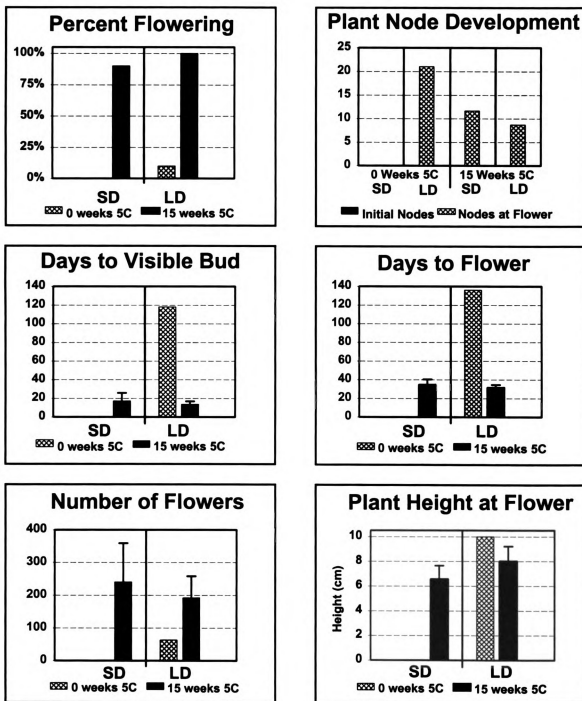 Percent Flowering
100%
75%
50%
25%
0%
SD LD
0 weeks 5C 15 weeks 5C
Plant Node Development
25
20
15
10
5
0
0 Weeks 5C 15 Weeks 5C
SD LD SD LD
Initial Nodes Nodes at Flower
Days to Visible Bud
140
120
100
80
60
40
20
0
SD LD
0 weeks 5C 15 weeks 5C
Days to Flower
140
120
100
80
60
40
20
0
SD LD
0 weeks 5C 15 weeks 5C
Number of Flowers
400
300
200
100
0
SD LD
0 weeks 5C 15 weeks 5C
Plant Height at Flower
Height (cm)
10
8
6
4
2
0
SD LD
0 weeks 5C 15 weeks 5C